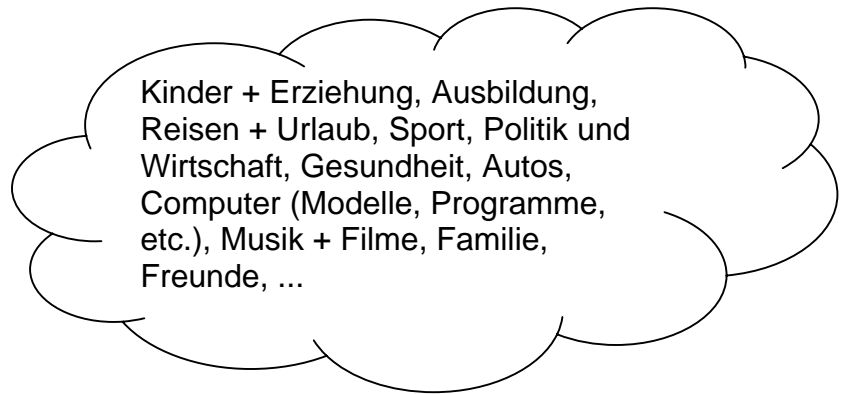 Kinder + Erziehung, Ausbildung,
Reisen + Urlaub, Sport, Politik und
Wirtschaft, Gesundheit, Autos,
Computer (Modelle, Programme,
etc.), Musik + Filme, Familie,
Freunde, ...